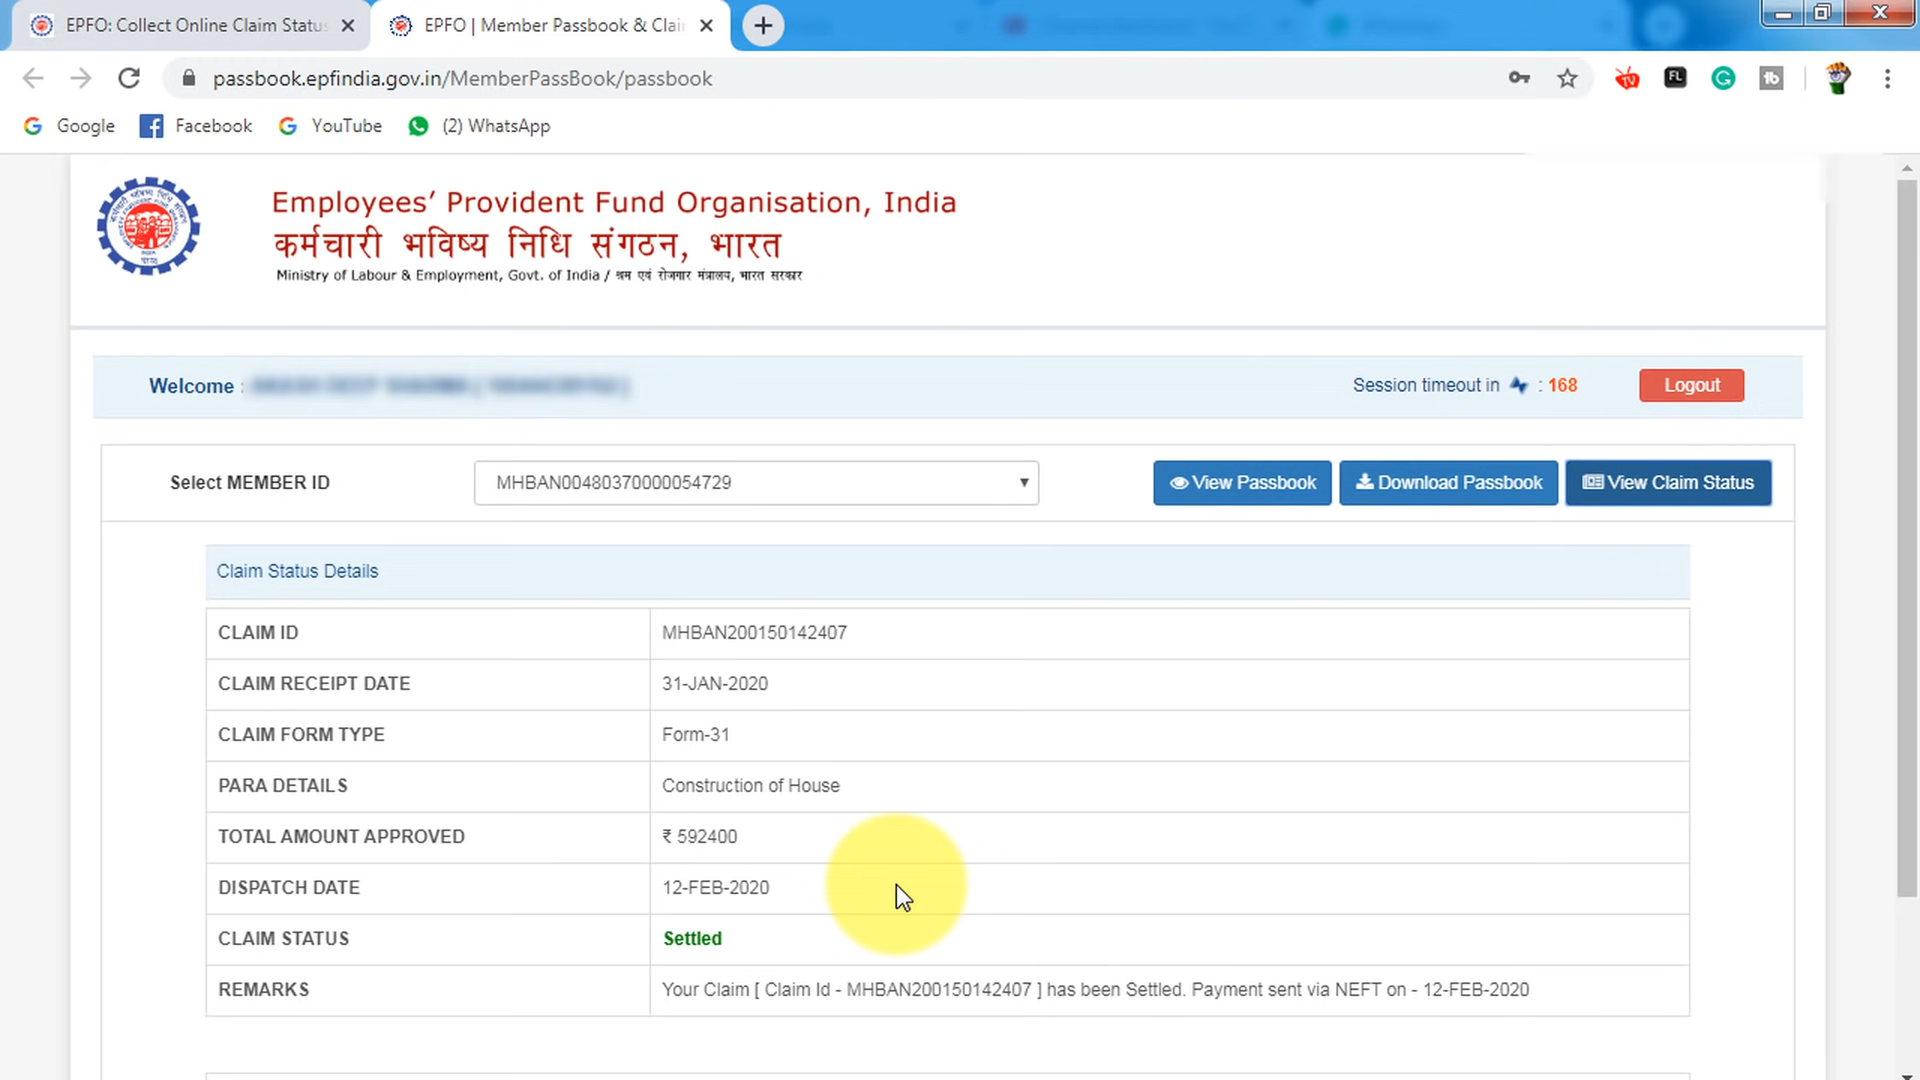 EPFO: Collect Online Claim Status
EPFO | Member Passbook & Clai
passbook.epfindia.gov.in/MemberPassBook/passbook
Google Facebook YouTube (2) WhatsApp
Employees' Provident Fund Organisation, India
कर्मचारी भविष्य निधि संगठन, भारत
Ministry of Labour & Employment, Govt. of India / श्रम एवं रोजगार मंत्रालय, भारत सरकार
Welcome :
Session timeout in : 168
Logout
Select MEMBER ID
MHBAN00480370000054729
View Passbook
Download Passbook
View Claim Status
Claim Status Details
CLAIM ID MHBAN200150142407
CLAIM RECEIPT DATE 31-JAN-2020
CLAIM FORM TYPE Form-31
PARA DETAILS Construction of House
TOTAL AMOUNT APPROVED ₹ 592400
DISPATCH DATE 12-FEB-2020
CLAIM STATUS Settled
REMARKS Your Claim [ Claim Id - MHBAN200150142407 ] has been Settled. Payment sent via NEFT on - 12-FEB-2020